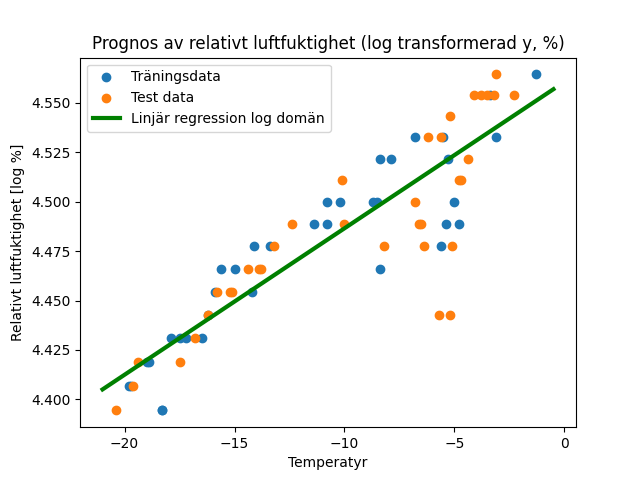 Prognos av relativt luftfuktighet (log transformerad y, %)
Träningsdata
Test data
Linjär regression log domän
Relativt luftfuktighet [log %]
4.550
4.525
4.500
4.475
4.450
4.425
4.400
−20
−15
−10
−5
0
Temperatyr